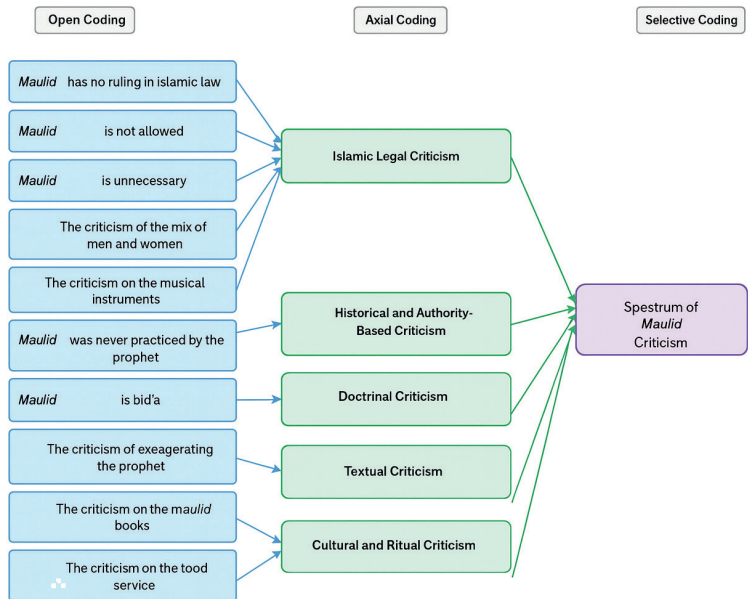 Open Coding
Axial Coding
Selective Coding
Maulid has no ruling in islamic law
Maulid is not allowed
Maulid is unnecessary
The criticism of the mix of
men and women
The criticism on the musical
instruments
Maulid was never practiced by the
prophet
Maulid is bid'a
The criticism of exeagerating
the prophet
The criticism on the maulid
books
The criticism on the tood
service
Islamic Legal Criticism
Historical and Authority-
Based Criticism
Doctrinal Criticism
Textual Criticism
Cultural and Ritual Criticism
Spestrum of
Maulid
Criticism